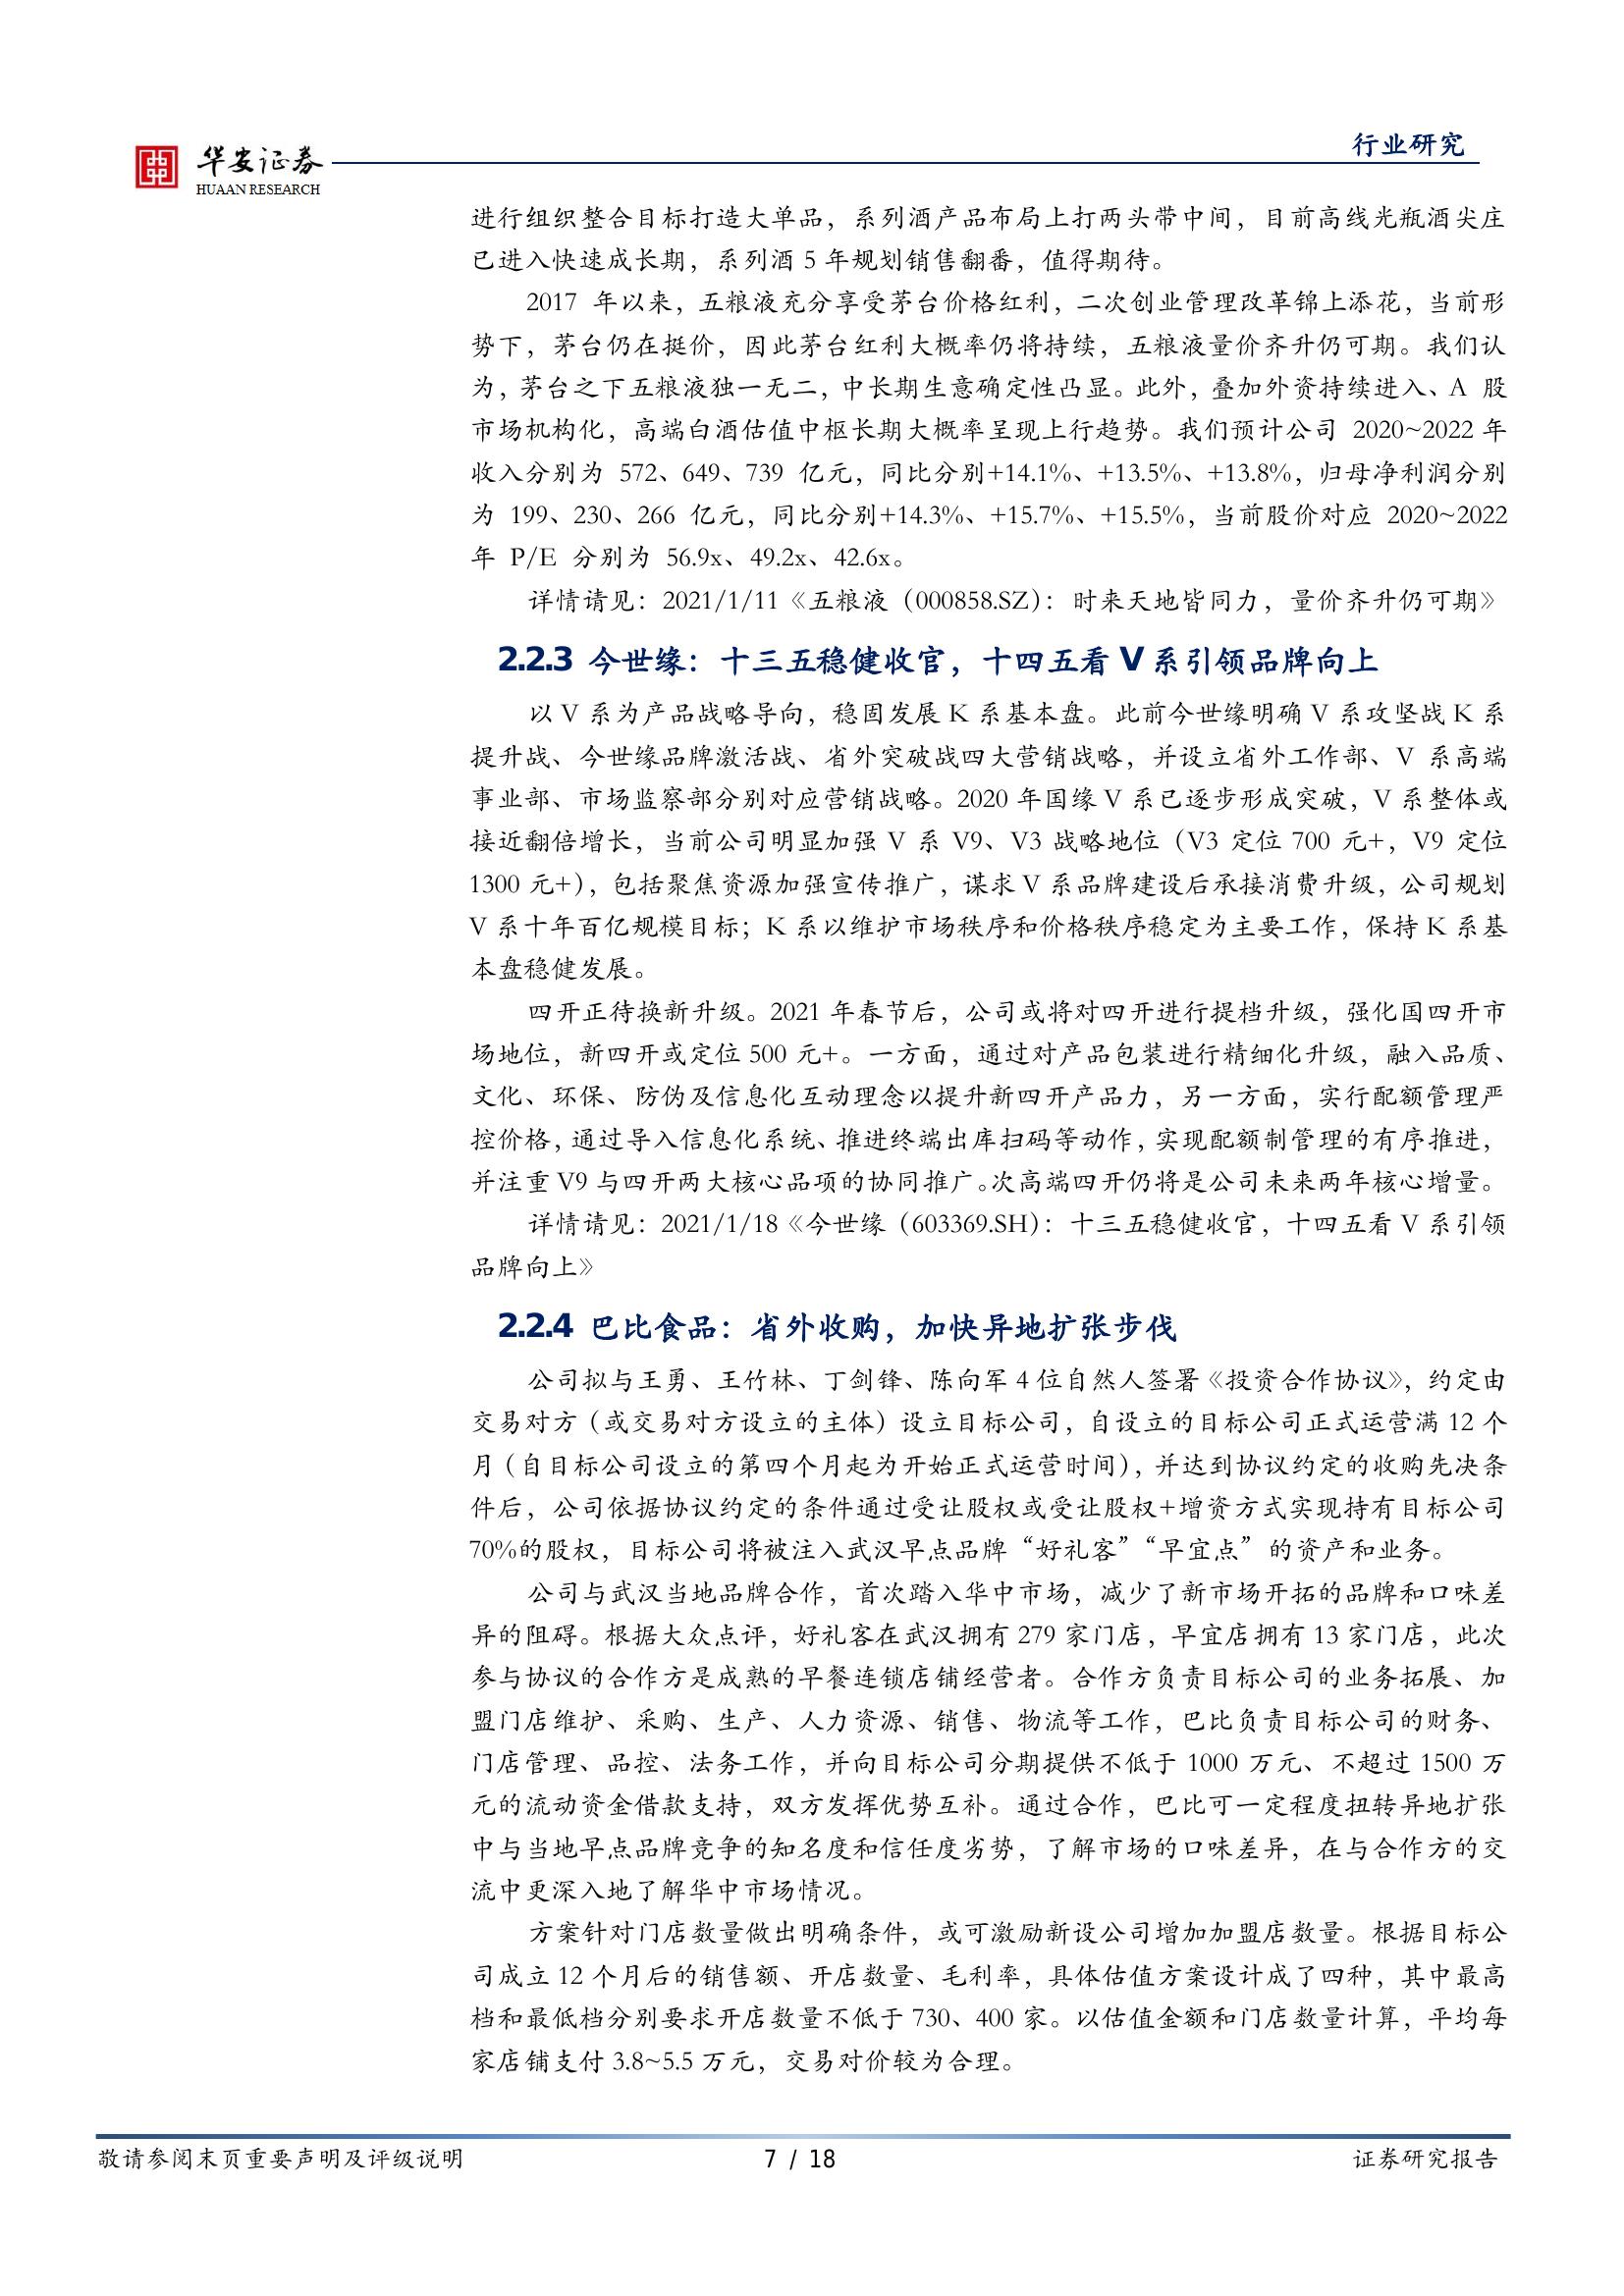 华安证券
HUAAN RESEARCH
行业研究
进行组织整合目标打造大单品，系列酒产品布局上打两头带中间，目前高线光瓶酒尖庄
已进入快速成长期，系列酒 5 年规划销售翻番，值得期待。
2017 年以来，五粮液充分享受茅台价格红利，二次创业管理改革锦上添花，当前形
势下，茅台仍在挺价，因此茅台红利大概率仍将持续，五粮液量价齐升仍可期。我们认
为，茅台之下五粮液独一无二，中长期生意确定性凸显。此外，叠加外资持续进入、A 股
市场机构化，高端白酒估值中枢长期大概率呈现上行趋势。我们预计公司 2020~2022 年
收入分别为 572、649、739 亿元，同比分别+14.1%、+13.5%、+13.8%，归母净利润分别
为 199、230、266 亿元，同比分别+14.3%、+15.7%、+15.5%，当前股价对应 2020~2022
年 P/E 分别为 56.9x、49.2x、42.6x。
详情请见：2021/1/11《五粮液（000858.SZ）：时来天地皆同力，量价齐升仍可期》
2.2.3 今世缘：十三五稳健收官，十四五看 V 系引领品牌向上
以 V 系为产品战略导向，稳固发展 K 系基本盘。此前今世缘明确 V 系攻坚战 K 系
提升战、今世缘品牌激活战、省外突破战四大营销战略，并设立省外工作部、V 系高端
事业部、市场监察部分别对应营销战略。2020 年国缘 V 系已逐步形成突破，V 系整体或
接近翻倍增长，当前公司明显加强 V 系 V9、V3 战略地位（V3 定位 700 元+，V9 定位
1300 元+），包括聚焦资源加强宣传推广，谋求 V 系品牌建设后承接消费升级，公司规划
V 系十年百亿规模目标；K 系以维护市场秩序和价格秩序稳定为主要工作，保持 K 系基
本盘稳健发展。
四开正待换新升级。2021 年春节后，公司或将对四开进行提档升级，强化国四开市
场地位，新四开或定位 500 元+。一方面，通过对产品包装进行精细化升级，融入品质、
文化、环保、防伪及信息化互动理念以提升新四开产品力，另一方面，实行配额管理严
控价格，通过导入信息化系统、推进终端出库扫码等动作，实现配额制管理的有序推进，
并注重 V9 与四开两大核心品项的协同推广。次高端四开仍将是公司未来两年核心增量。
详情请见：2021/1/18《今世缘（603369.SH）：十三五稳健收官，十四五看 V 系引领
品牌向上》
2.2.4 巴比食品：省外收购，加快异地扩张步伐
公司拟与王勇、王竹林、丁剑锋、陈向军 4 位自然人签署《投资合作协议》，约定由
交易对方（或交易对方设立的主体）设立目标公司，自设立的目标公司正式运营满 12 个
月（自目标公司设立的第四个月起为开始正式运营时间），并达到协议约定的收购先决条
件后，公司依据协议约定的条件通过受让股权或受让股权+增资方式实现持有目标公司
70%的股权，目标公司将被注入武汉早点品牌“好礼客”“早宜点”的资产和业务。
公司与武汉当地品牌合作，首次踏入华中市场，减少了新市场开拓的品牌和口味差
异的阻碍。根据大众点评，好礼客在武汉拥有 279 家门店，早宜店拥有 13 家门店，此次
参与协议的合作方是成熟的早餐连锁店铺经营者。合作方负责目标公司的业务拓展、加
盟门店维护、采购、生产、人力资源、销售、物流等工作，巴比负责目标公司的财务、
门店管理、品控、法务工作，并向目标公司分期提供不低于 1000 万元、不超过 1500 万
元的流动资金借款支持，双方发挥优势互补。通过合作，巴比可一定程度扭转异地扩张
中与当地早点品牌竞争的知名度和信任度劣势，了解市场的口味差异，在与合作方的交
流中更深入地了解华中市场情况。
方案针对门店数量做出明确条件，或可激励新设公司增加加盟店数量。根据目标公
司成立 12 个月后的销售额、开店数量、毛利率，具体估值方案设计成了四种，其中最高
档和最低档分别要求开店数量不低于 730、400 家。以估值金额和门店数量计算，平均每
家店铺支付 3.8~5.5 万元，交易对价较为合理。
敬请参阅末页重要声明及评级说明
7 / 18
证券研究报告